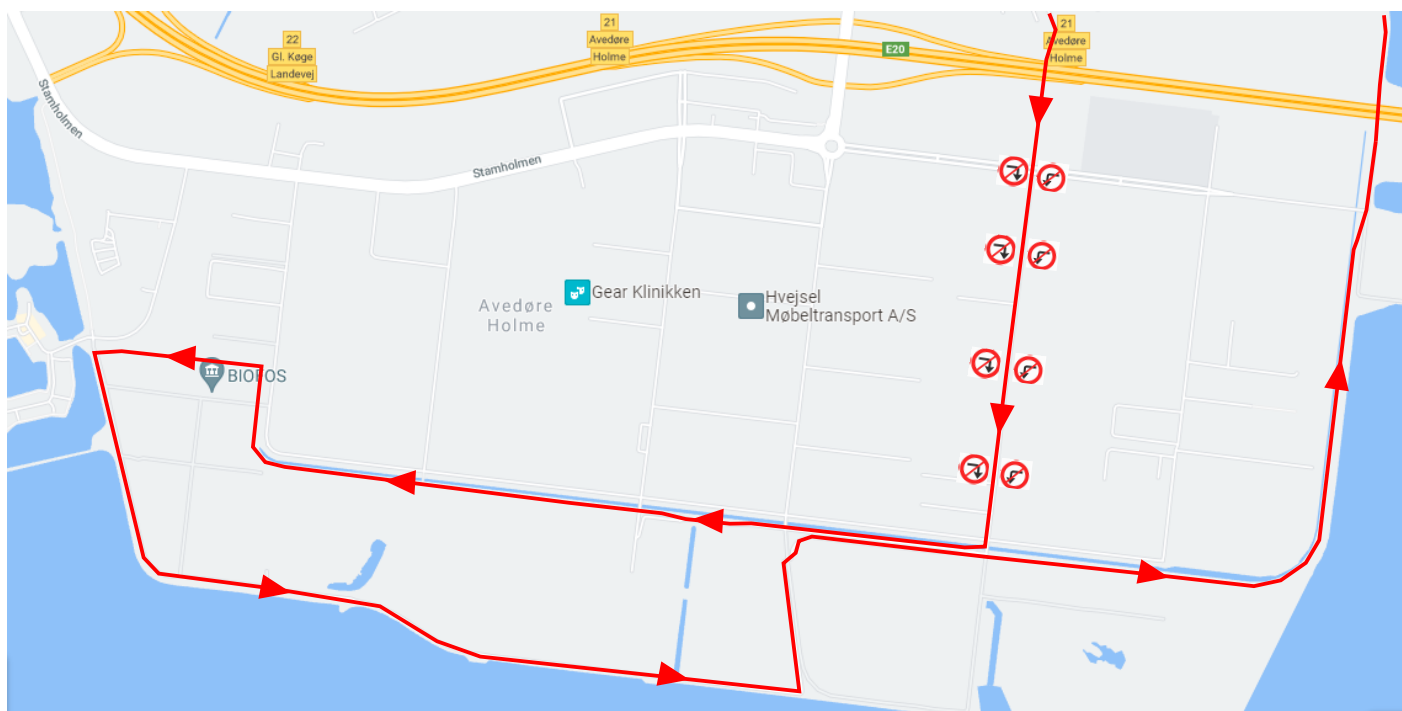 22
Gl. Køge
Landevej
21
Avedøre
Holme
E20
21
Avedøre
Holme
Stamholmen
Stamholmen
Gear Klinikken
Hvejsel
Møbeltransport A/S
Avedøre
Holme
BIOFOS